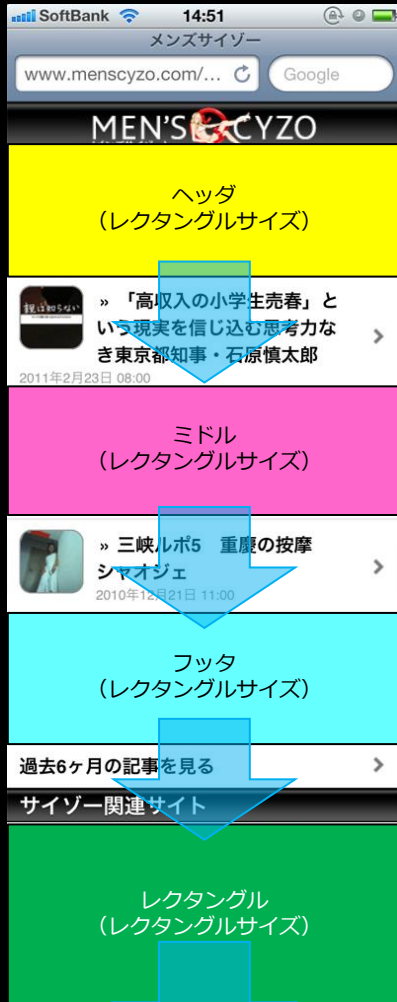 SoftBank 14:51
メンズサイゾー
www.menscyzo.com/... Google
MEN'S CYZO
ヘッダ
(レクタングルサイズ)
» 「高収入の小学生売春」と
いう現実を信じ込む思考力な
き東京都知事・石原慎太郎
2011年2月23日 08:00
ミドル
(レクタングルサイズ)
» 三峡ルポ5 重慶の按摩
シャオジェ
2010年12月21日 11:00
フッタ
(レクタングルサイズ)
過去6ヶ月の記事を見る
サイゾー関連サイト
レクタングル
(レクタングルサイズ)